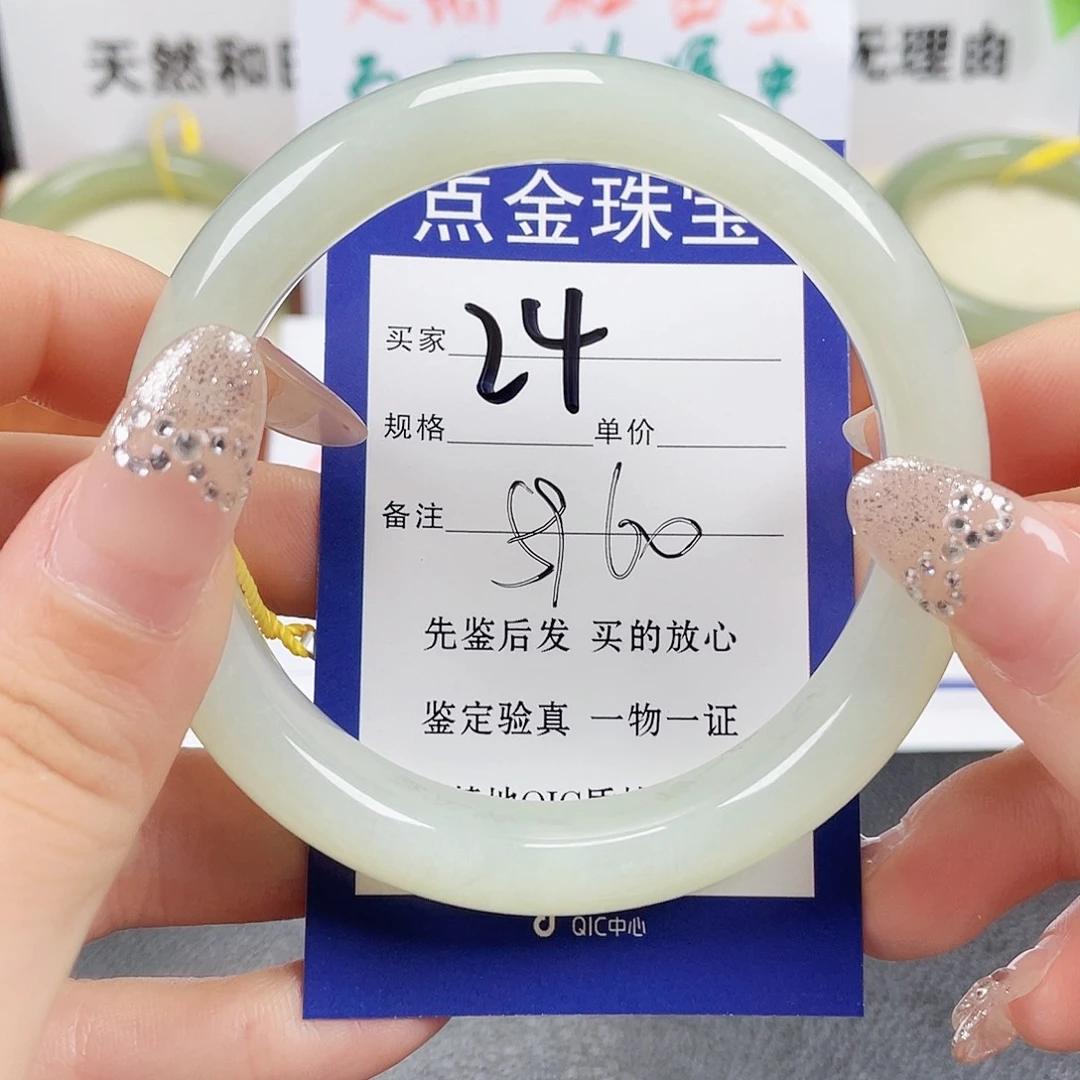 天然和田
无理由
点金珠宝
买家 24
规格 单价
备注 60
先鉴后发 买的放心
鉴定验真 一物一证
QIC中心